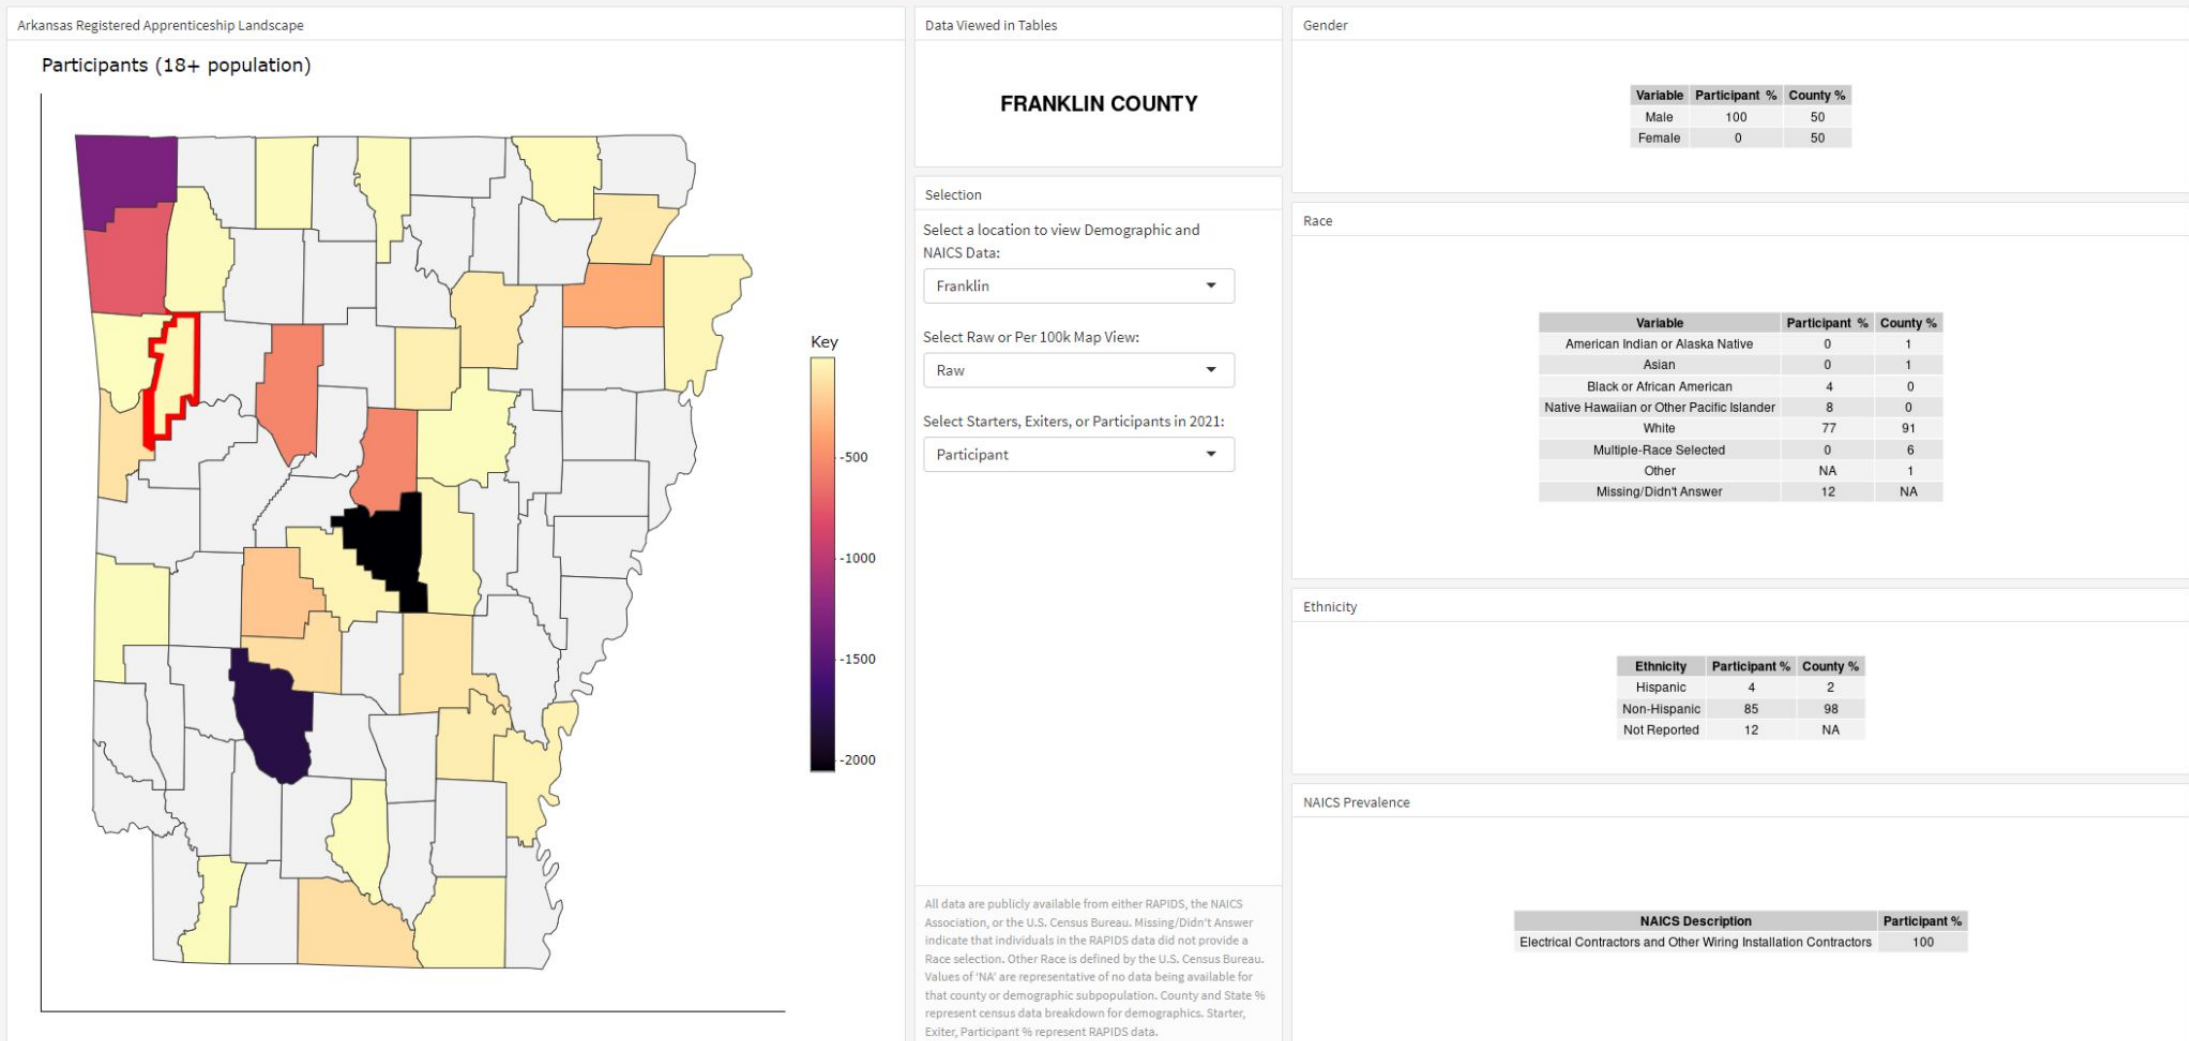 Arkansas Registered Apprenticeship Landscape
Participants (18+ population)
Key
-500
-1000
-1500
-2000
Data Viewed in Tables
FRANKLIN COUNTY
Selection
Select a location to view Demographic and
NAICS Data:
Franklin
Select Raw or Per 100k Map View:
Raw
Select Starters, Exiters, or Participants in 2021:
Participant
All data are publicly available from either RAPIDS, the NAICS
Association, or the U.S. Census Bureau. Missing/Didn't Answer
indicate that individuals in the RAPIDS data did not provide a
Race selection. Other Race is defined by the U.S. Census Bureau.
Values of 'NA' are representative of no data being available for
that county or demographic subpopulation. County and State %
represent census data breakdown for demographics. Starter,
Exiter, Participant % represent RAPIDS data.
Gender
Variable Participant % County %
Male 100 50
Female 0 50
Race
Variable Participant % County %
American Indian or Alaska Native 0 1
Asian 0 1
Black or African American 4 0
Native Hawaiian or Other Pacific Islander 8 0
White 77 91
Multiple-Race Selected 0 6
Other NA 1
Missing/Didn't Answer 12 NA
Ethnicity
Ethnicity Participant % County %
Hispanic 4 2
Non-Hispanic 85 98
Not Reported 12 NA
NAICS Prevalence
NAICS Description Participant %
Electrical Contractors and Other Wiring Installation Contractors 100